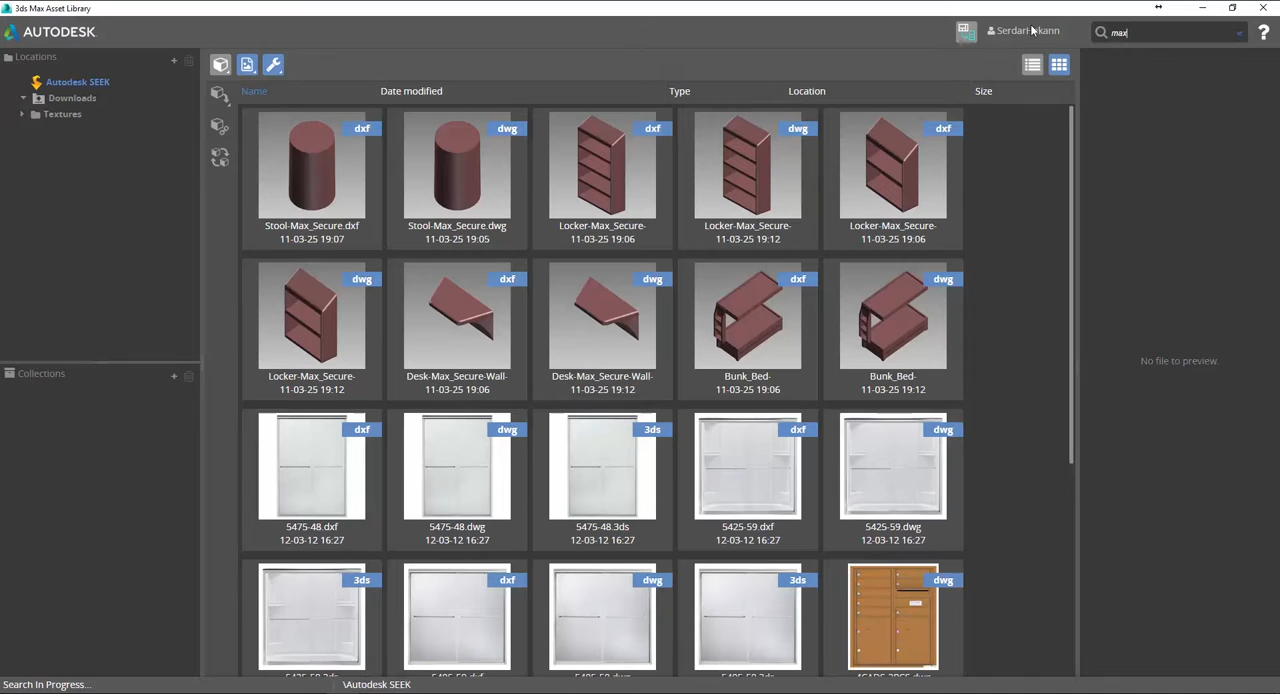 3ds Max Asset Library
AUTODESK
max
?
Locations
Autodesk SEEK
Downloads
Textures
Name Date modified Type Location Size
dxf dwg dxf dwg dxf
Stool-Max_Secure.dxf Stool-Max_Secure.dwg Locker-Max_Secure- Locker-Max_Secure- Locker-Max_Secure-
11-03-25 19:07 11-03-25 19:05 11-03-25 19:06 11-03-25 19:12 11-03-25 19:06
dwg dxf dwg dxf dwg
Locker-Max_Secure- Desk-Max_Secure-Wall- Desk-Max_Secure-Wall- Bunk_Bed- Bunk_Bed-
11-03-25 19:12 11-03-25 19:06 11-03-25 19:12 11-03-25 19:06 11-03-25 19:12
No file to preview.
Collections
dxf dwg 3ds dxf dwg
5475-48.dxf 5475-48.dwg 5475-48.3ds 5425-59.dxf 5425-59.dwg
12-03-12 16:27 12-03-12 16:27 12-03-12 16:27 12-03-12 16:27 12-03-12 16:27
3ds dxf dwg 3ds dwg
Search In Progress... \Autodesk SEEK